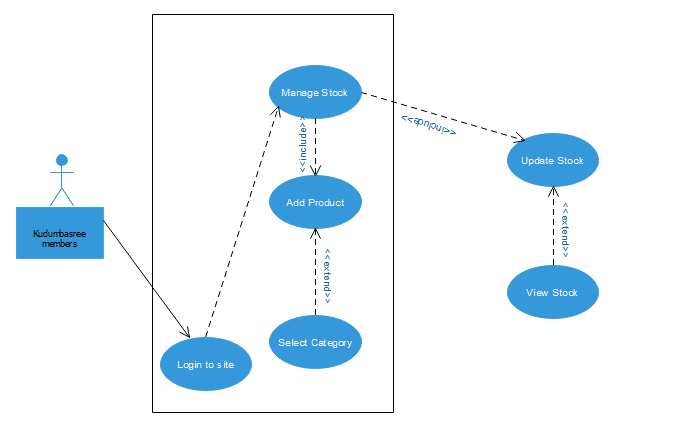 Manage Stock
<<include>>
<<include>>
Update Stock
Kudumbasree
members
Add Product
<<extend>>
<<extend>>
View Stock
Login to site
Select Category